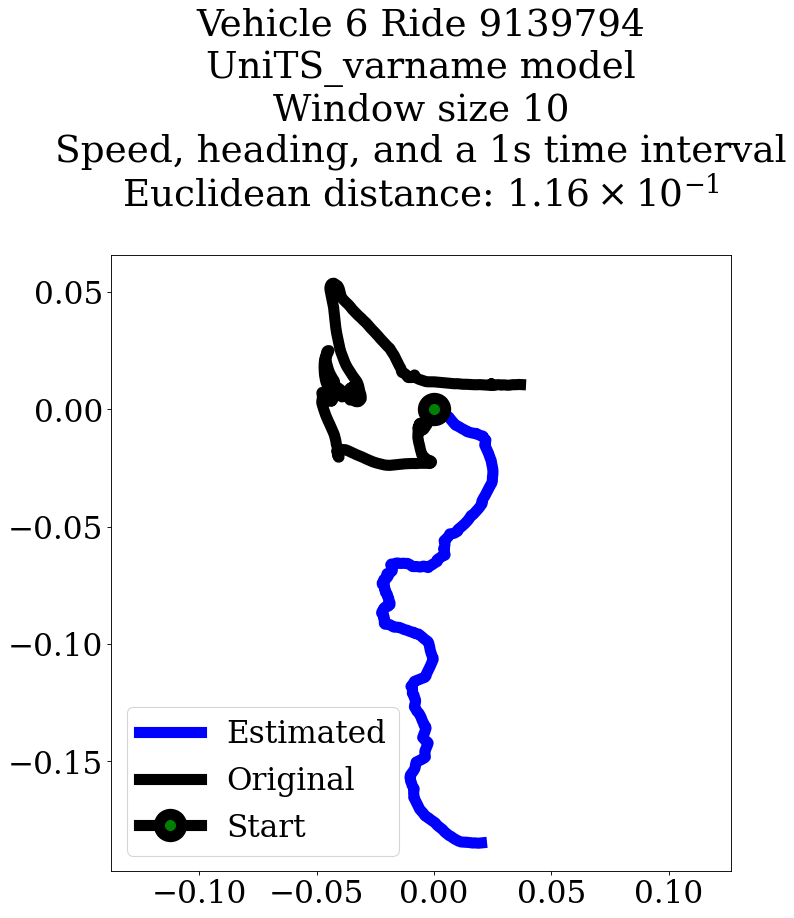 Vehicle 6 Ride 9139794
UniTS_varname model
Window size 10
Speed, heading, and a 1s time interval
Euclidean distance: 1.16 × 10⁻¹
0.05
0.00
−0.05
−0.10
−0.15
Estimated
Original
Start
−0.10 −0.05 0.00 0.05 0.10